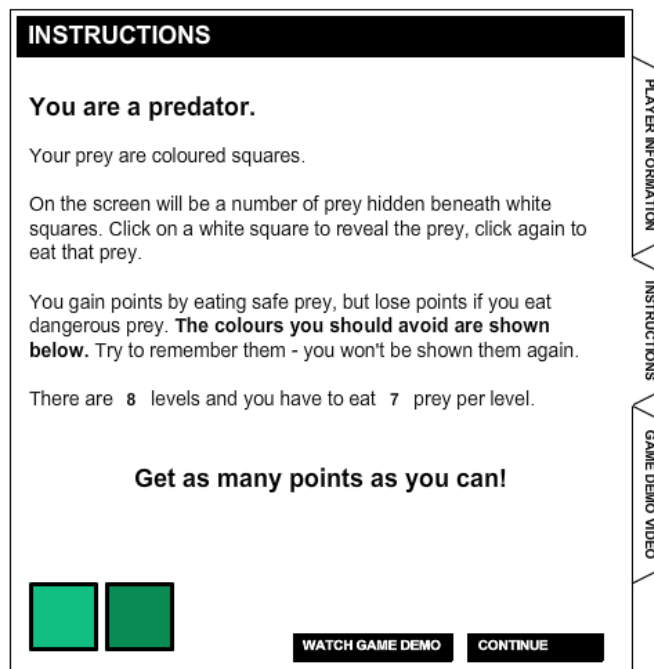 INSTRUCTIONS
You are a predator.
Your prey are coloured squares.
On the screen will be a number of prey hidden beneath white
squares. Click on a white square to reveal the prey, click again to
eat that prey.
You gain points by eating safe prey, but lose points if you eat
dangerous prey. The colours you should avoid are shown
below. Try to remember them - you won't be shown them again.
There are 8 levels and you have to eat 7 prey per level.
Get as many points as you can!
WATCH GAME DEMO
CONTINUE
PLAYER INFORMATION
INSTRUCTIONS
GAME DEMO VIDEO